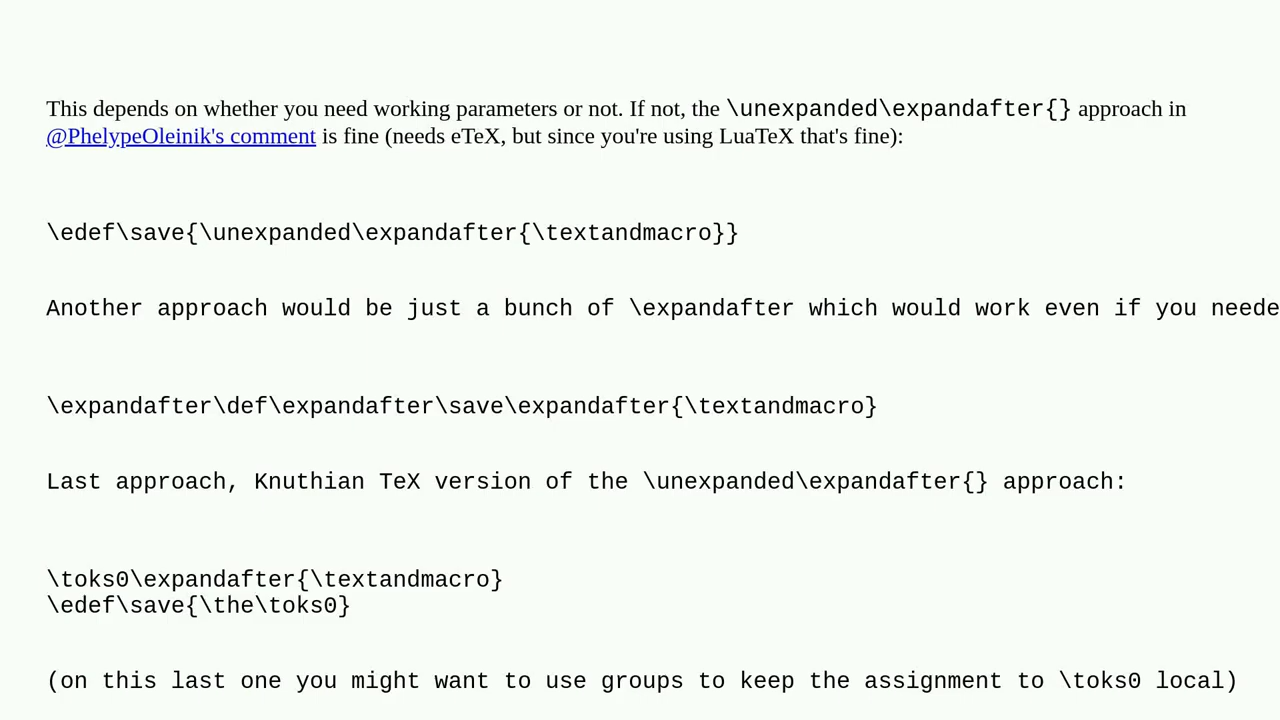 This depends on whether you need working parameters or not. If not, the \unexpanded\expandafter{} approach in
@PhelypeOleinik's comment is fine (needs eTeX, but since you're using LuaTeX that's fine):
\edef\save{\unexpanded\expandafter{\textandmacro}}
Another approach would be just a bunch of \expandafter which would work even if you neede
\expandafter\def\expandafter\save\expandafter{\textandmacro}
Last approach, Knuthian TeX version of the \unexpanded\expandafter{} approach:
\toks0\expandafter{\textandmacro}
\edef\save{\the\toks0}
(on this last one you might want to use groups to keep the assignment to \toks0 local)